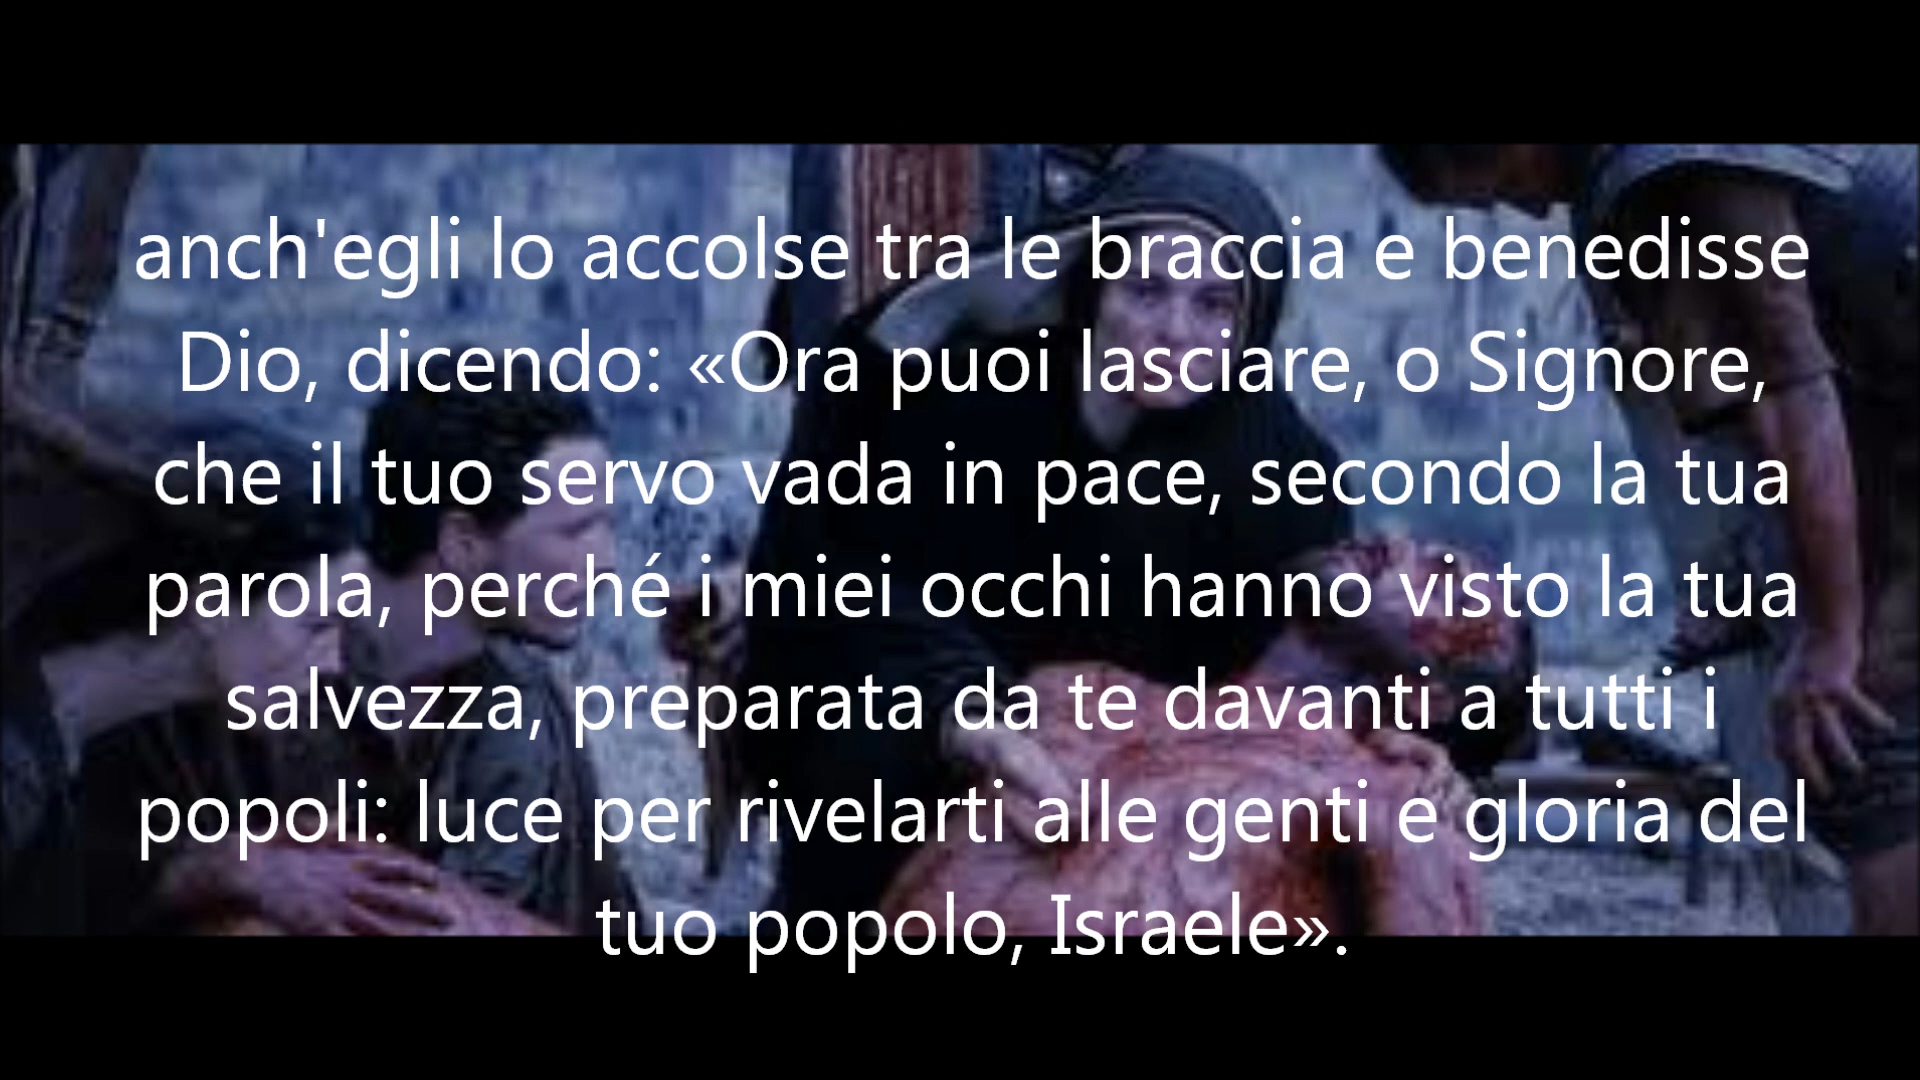 anch'egli lo accolse tra le braccia e benedisse
Dio, dicendo: «Ora puoi lasciare, o Signore,
che il tuo servo vada in pace, secondo la tua
parola, perché i miei occhi hanno visto la tua
salvezza, preparata da te davanti a tutti i
popoli: luce per rivelarti alle genti e gloria del
tuo popolo, Israele».